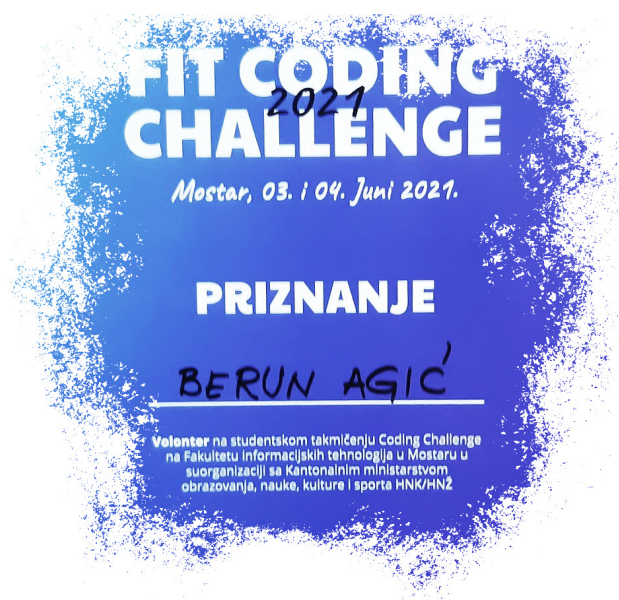 FIT CODING
2021
CHALLENGE
Mostar, 03. i 04. Juni 2021.
PRIZNANJE
BERUN AGIĆ
Volonter na studentskom takmičenju Coding Challenge
na Fakultetu informacijskih tehnologija u Mostaru u
suorganizaciji sa Kantonalnim ministarstvom
obrazovanja, nauke, kulture i sporta HNK/HNŽ